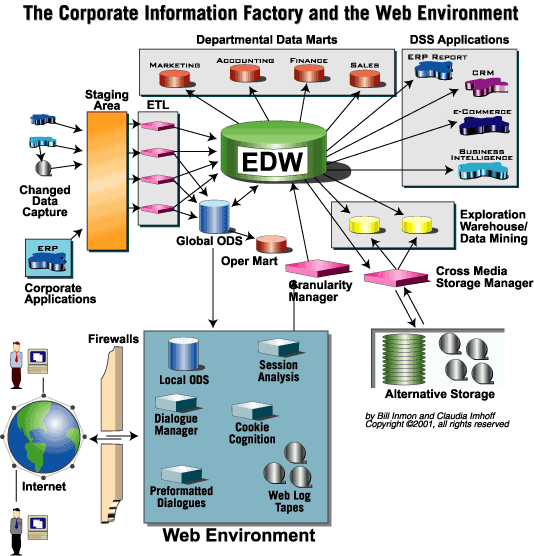 The Corporate Information Factory and the Web Environment
Departmental Data Marts
DSS Applications
Marketing
Accounting
Finance
Sales
ERP Report
CRM
e-Commerce
Business
Intelligence
Staging
Area
ETL
EDW
Changed
Data
Capture
Global ODS
Oper Mart
Exploration
Warehouse/
Data Mining
ERP
Corporate
Applications
Granularity
Manager
Cross Media
Storage Manager
Firewalls
Local ODS
Session
Analysis
Alternative Storage
Dialogue
Manager
Cookie
Cognition
by Bill Inmon and Claudia Imhoff
Copyright ©2001, all rights reserved
Internet
Preformatted
Dialogues
Web Log
Tapes
Web Environment